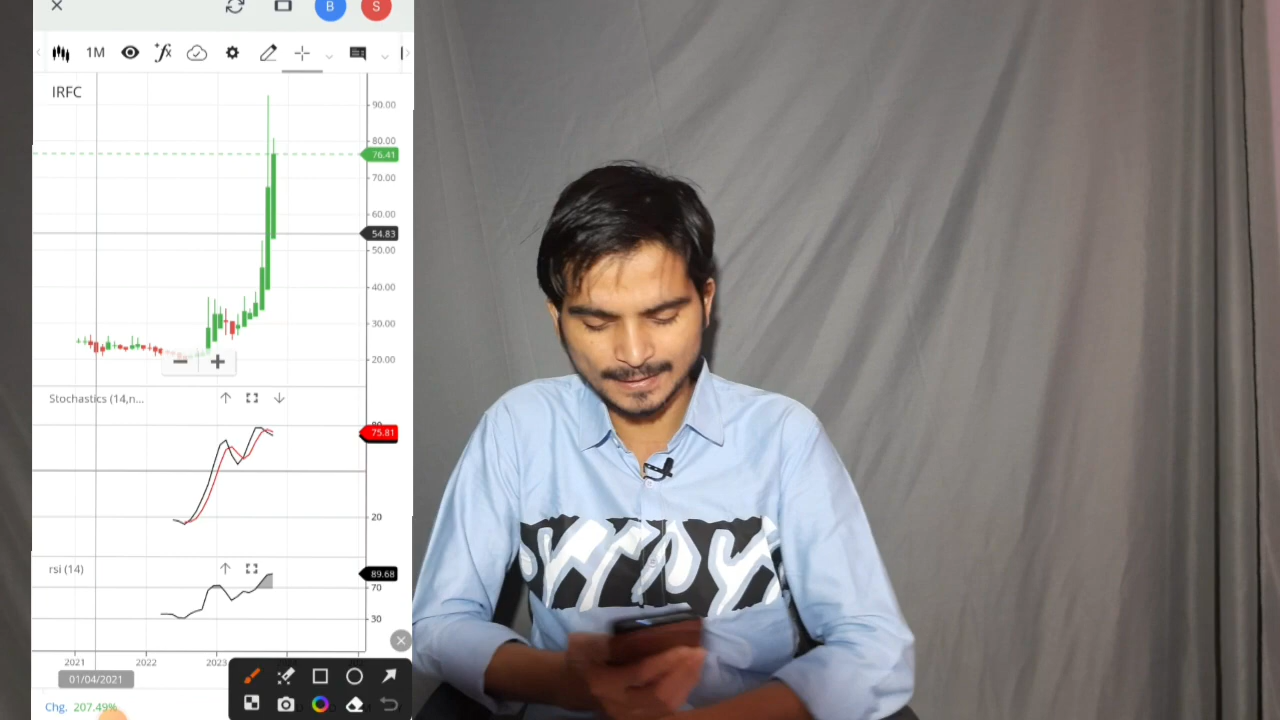 B S
1M fx
IRFC
90.00
80.00
76.41
70.00
60.00
54.83
50.00
40.00
30.00
20.00
Stochastics (14,n...
80
75.81
20
rsi (14)
89.68
70
30
2021 2022 2023
01/04/2021
Chg. 207.49%